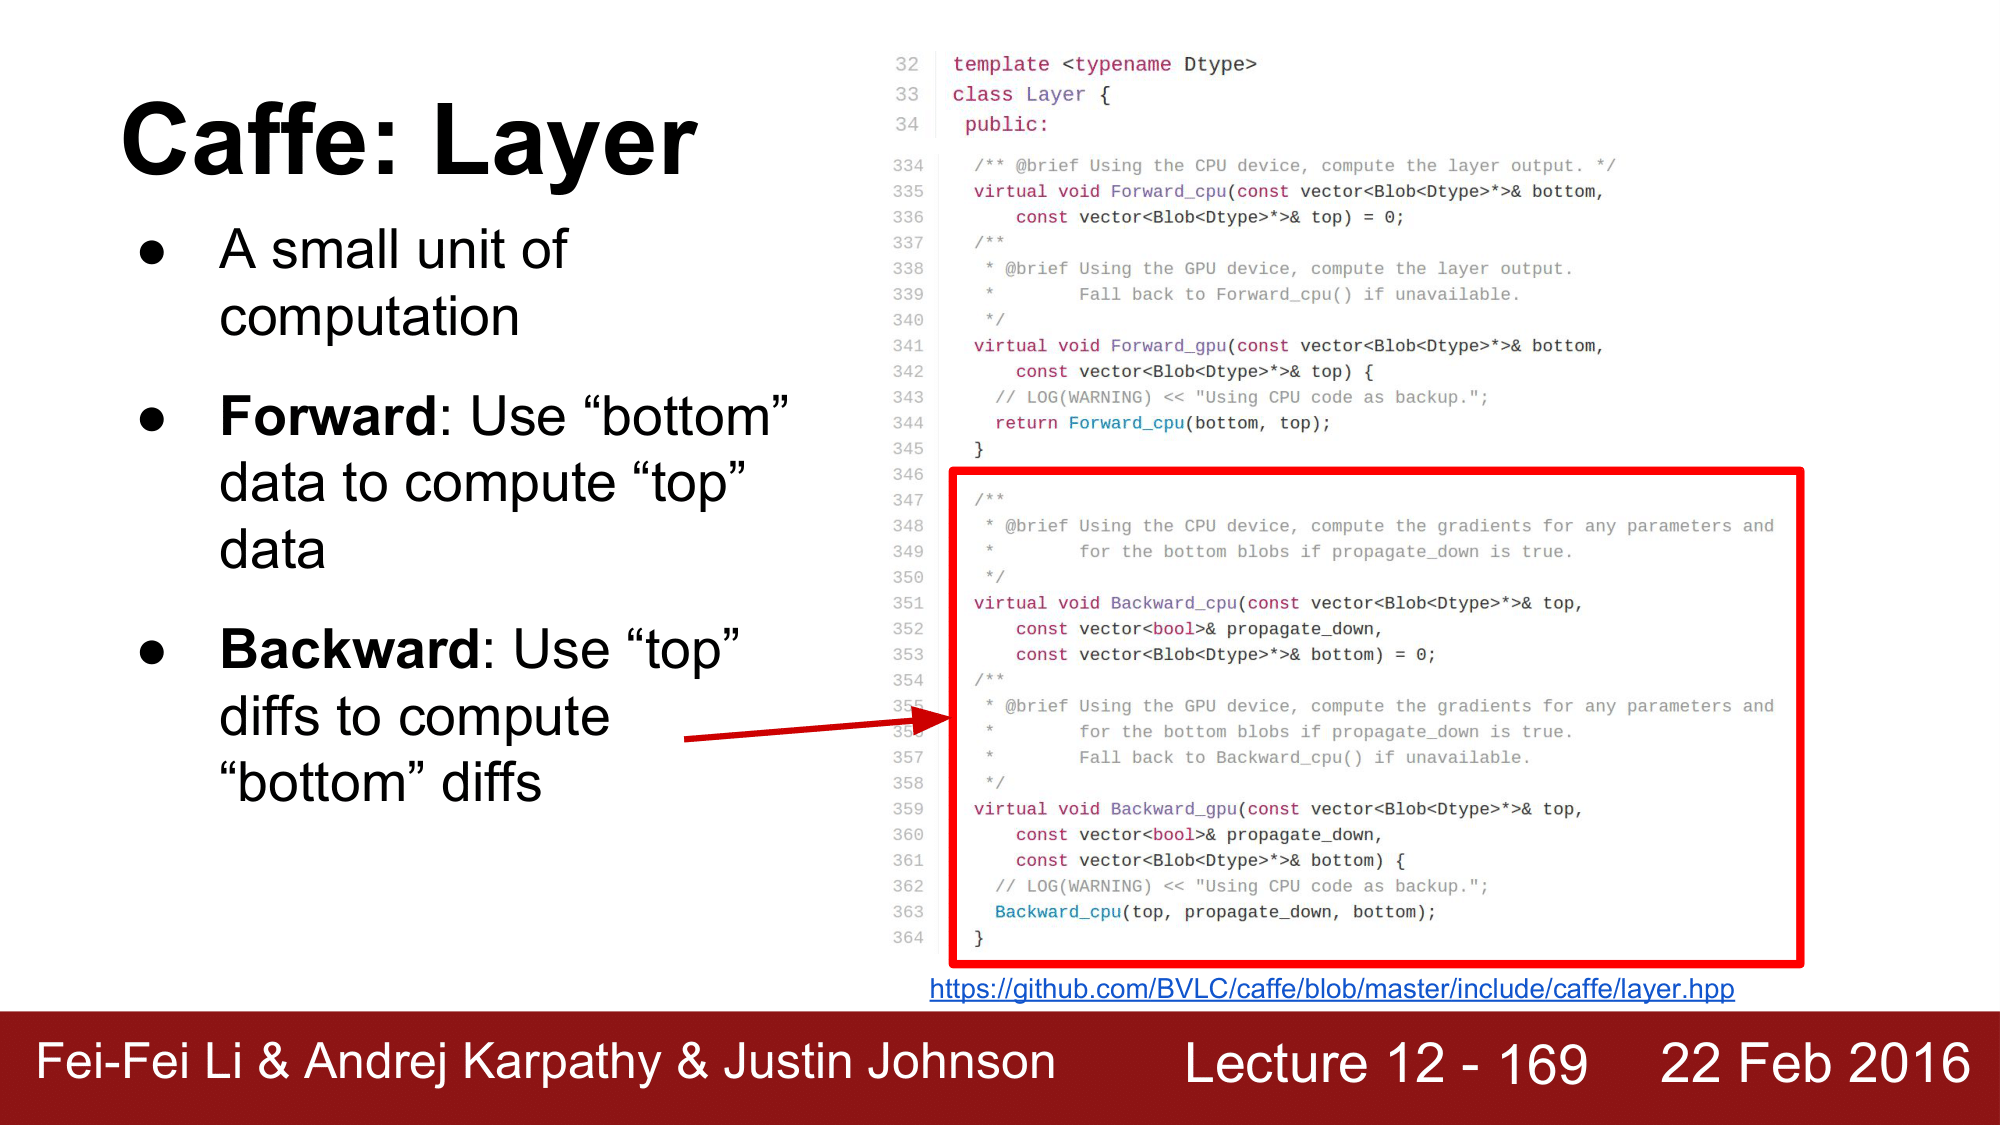 Caffe: Layer
● A small unit of
computation
● Forward: Use “bottom”
data to compute “top”
data
● Backward: Use “top”
diffs to compute
“bottom” diffs
32 template <typename Dtype>
33 class Layer {
34 public:
334 /** @brief Using the CPU device, compute the layer output. */
335 virtual void Forward_cpu(const vector<Blob<Dtype>*>& bottom,
336 const vector<Blob<Dtype>*>& top) = 0;
337 /**
338 * @brief Using the GPU device, compute the layer output.
339 * Fall back to Forward_cpu() if unavailable.
340 */
341 virtual void Forward_gpu(const vector<Blob<Dtype>*>& bottom,
342 const vector<Blob<Dtype>*>& top) {
343 // LOG(WARNING) << "Using CPU code as backup.";
344 return Forward_cpu(bottom, top);
345 }
346
347 /**
348 * @brief Using the CPU device, compute the gradients for any parameters and
349 * for the bottom blobs if propagate_down is true.
350 */
351 virtual void Backward_cpu(const vector<Blob<Dtype>*>& top,
352 const vector<bool>& propagate_down,
353 const vector<Blob<Dtype>*>& bottom) = 0;
354 /**
355 * @brief Using the GPU device, compute the gradients for any parameters and
356 * for the bottom blobs if propagate_down is true.
357 * Fall back to Backward_cpu() if unavailable.
358 */
359 virtual void Backward_gpu(const vector<Blob<Dtype>*>& top,
360 const vector<bool>& propagate_down,
361 const vector<Blob<Dtype>*>& bottom) {
362 // LOG(WARNING) << "Using CPU code as backup.";
363 Backward_cpu(top, propagate_down, bottom);
364 }
https://github.com/BVLC/caffe/blob/master/include/caffe/layer.hpp
Fei-Fei Li & Andrej Karpathy & Justin Johnson Lecture 12 - 169 22 Feb 2016